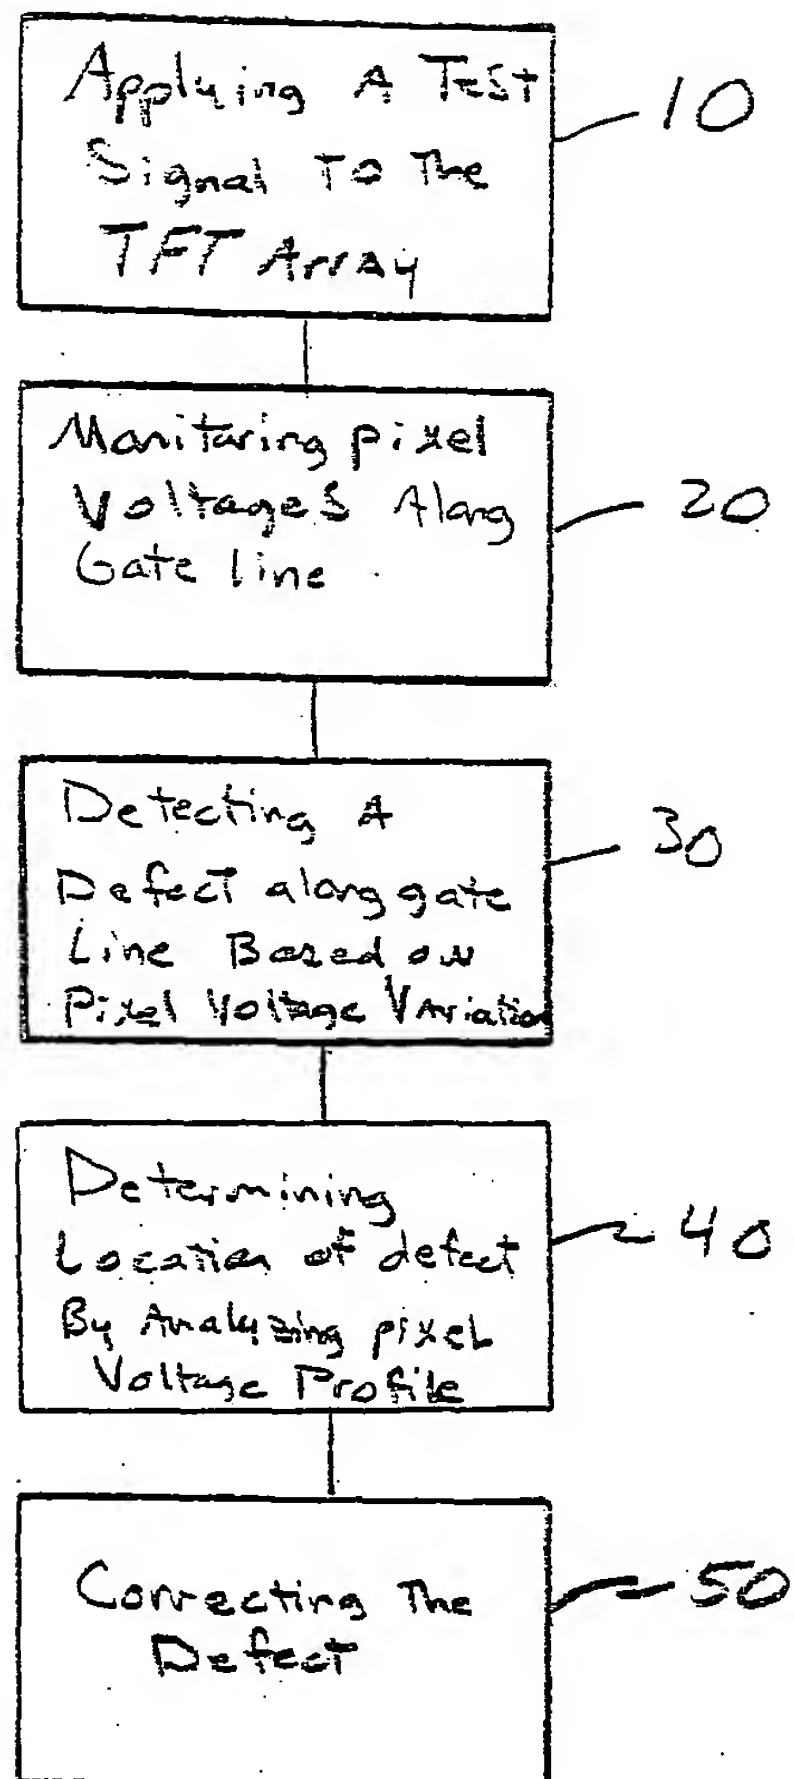 Applying A Test
Signal To The
TFT Array
10
Monitoring pixel
Voltages Along
Gate line
20
Detecting A
Defect along gate
Line Based on
Pixel Voltage Variation
30
Determining
Location of defect
By Analyzing pixel
Voltage Profile
40
Correcting The
Defect
50